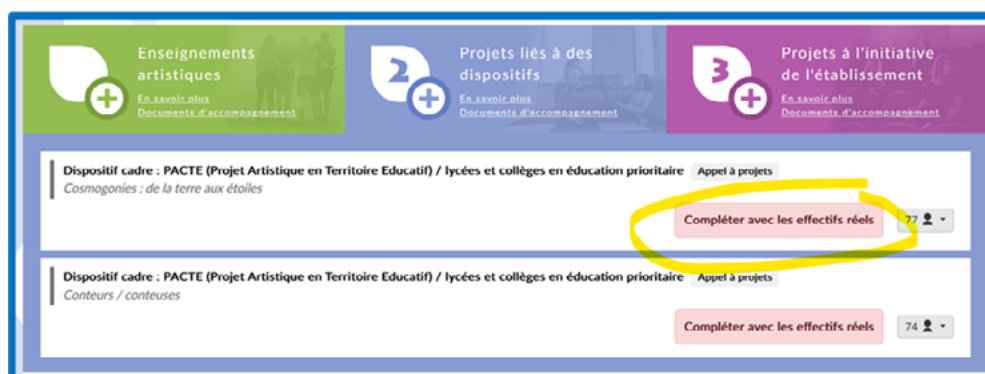 Enseignements
artistiques
En savoir plus
Documents d'accompagnement
2
Projets liés à des
dispositifs
En savoir plus
Documents d'accompagnement
3
Projets à l'initiative
de l'établissement
En savoir plus
Documents d'accompagnement
Dispositif cadre : PACTE (Projet Artistique en Territoire Educatif) / lycées et collèges en éducation prioritaire Appel à projets
Cosmogonies : de la terre aux étoiles
Compléter avec les effectifs réels 77
Dispositif cadre : PACTE (Projet Artistique en Territoire Educatif) / lycées et collèges en éducation prioritaire Appel à projets
Conteurs / conteuses
Compléter avec les effectifs réels 74